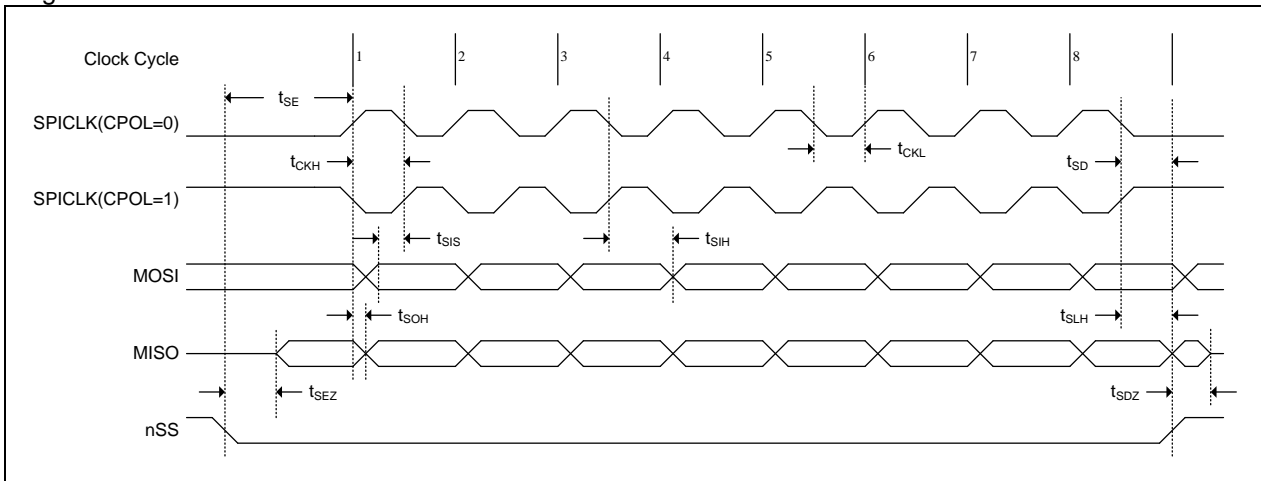 Clock Cycle
1 2 3 4 5 6 7 8
tSE
SPICLK(CPOL=0)
tCKH
tCKL
tSD
SPICLK(CPOL=1)
tSIS
tSIH
MOSI
tSOH
tSLH
MISO
tSEZ
tSDZ
nSS